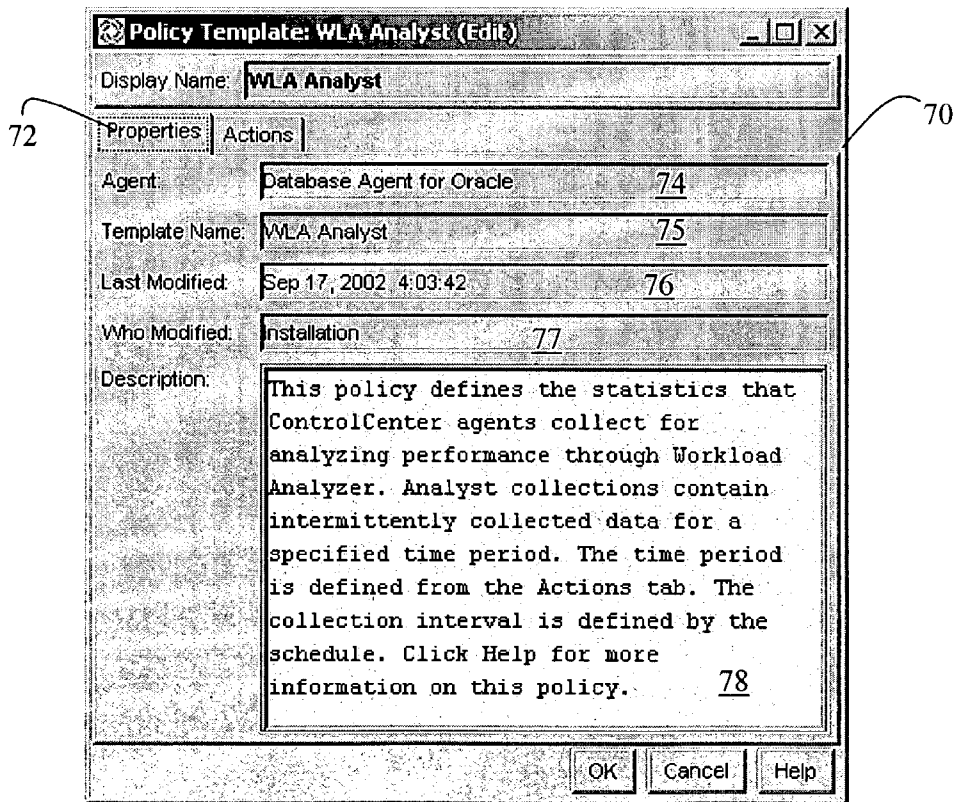 Policy Template: WLA Analyst (Edit)
Display Name: WLA Analyst
72
70
Properties Actions
Agent: Database Agent for Oracle 74
Template Name: WLA Analyst 75
Last Modified: Sep 17, 2002 4:03:42 76
Who Modified: Installation 77
Description:
This policy defines the statistics that
ControlCenter agents collect for
analyzing performance through Workload
Analyzer. Analyst collections contain
intermittently collected data for a
specified time period. The time period
is defined from the Actions tab. The
collection interval is defined by the
schedule. Click Help for more
information on this policy. 78
OK Cancel Help